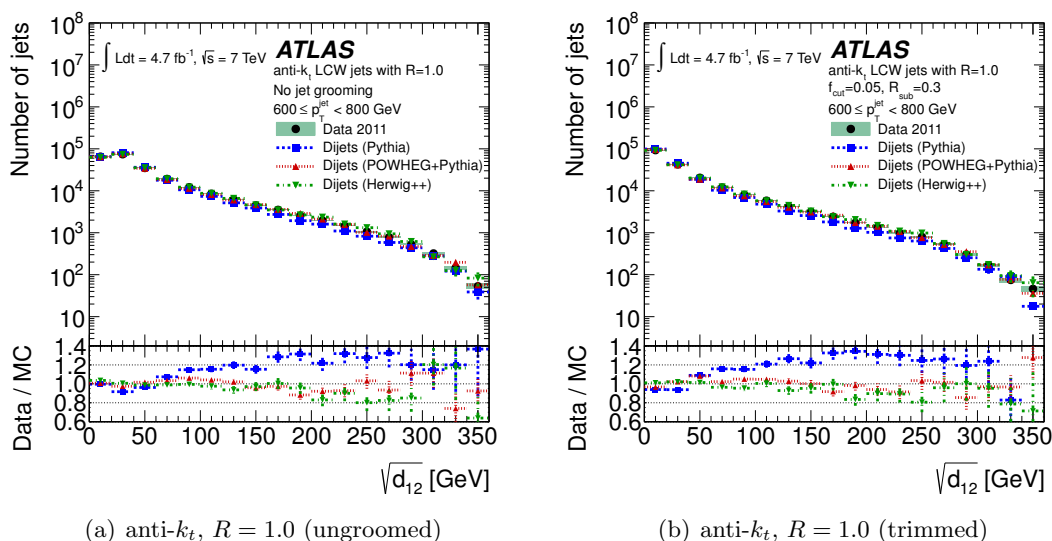 Number of jets
10^8
10^7
10^6
10^5
10^4
10^3
10^2
10
ATLAS
∫ Ldt = 4.7 fb^-1, √s = 7 TeV
anti-k_t LCW jets with R=1.0
No jet grooming
600 ≤ p_T^jet < 800 GeV
Data 2011
Dijets (Pythia)
Dijets (POWHEG+Pythia)
Dijets (Herwig++)
Data / MC
1.4
1.2
1.0
0.8
0.6
0 50 100 150 200 250 300 350
√d_12 [GeV]
(a) anti-k_t, R = 1.0 (ungroomed)
Number of jets
10^8
10^7
10^6
10^5
10^4
10^3
10^2
10
ATLAS
∫ Ldt = 4.7 fb^-1, √s = 7 TeV
anti-k_t LCW jets with R=1.0
f_cut=0.05, R_sub=0.3
600 ≤ p_T^jet < 800 GeV
Data 2011
Dijets (Pythia)
Dijets (POWHEG+Pythia)
Dijets (Herwig++)
Data / MC
1.4
1.2
1.0
0.8
0.6
0 50 100 150 200 250 300 350
√d_12 [GeV]
(b) anti-k_t, R = 1.0 (trimmed)